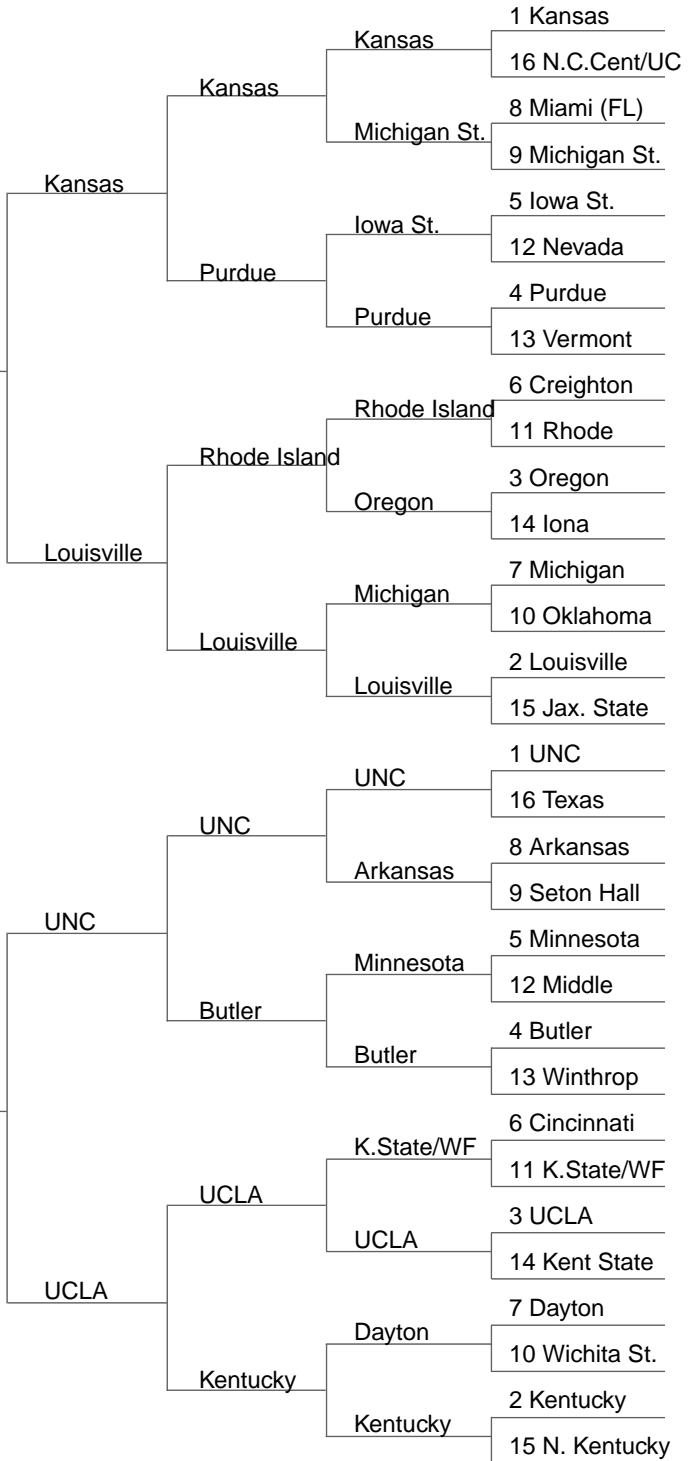 1 Kansas
Kansas
16 N.C.Cent/UC
Kansas
8 Miami (FL)
Michigan St.
9 Michigan St.
Kansas
5 Iowa St.
Iowa St.
12 Nevada
Purdue
4 Purdue
Purdue
13 Vermont
6 Creighton
Rhode Island
11 Rhode
Rhode Island
3 Oregon
Oregon
14 Iona
Louisville
7 Michigan
Michigan
10 Oklahoma
Louisville
2 Louisville
Louisville
15 Jax. State
1 UNC
UNC
16 Texas
UNC
8 Arkansas
Arkansas
9 Seton Hall
UNC
5 Minnesota
Minnesota
12 Middle
Butler
4 Butler
Butler
13 Winthrop
6 Cincinnati
K.State/WF
11 K.State/WF
UCLA
3 UCLA
UCLA
14 Kent State
UCLA
7 Dayton
Dayton
10 Wichita St.
Kentucky
2 Kentucky
Kentucky
15 N. Kentucky